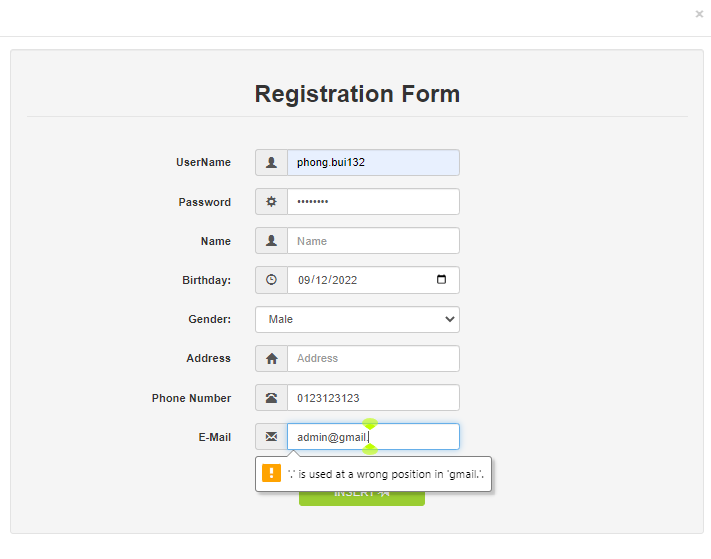 ×
Registration Form
UserName
phong.bui132
Password
••••••••
Name
Name
Birthday:
09/12/2022
Gender:
Male
Address
Address
Phone Number
0123123123
E-Mail
admin@gmail.
'.' is used at a wrong position in 'gmail.'.
INSERT